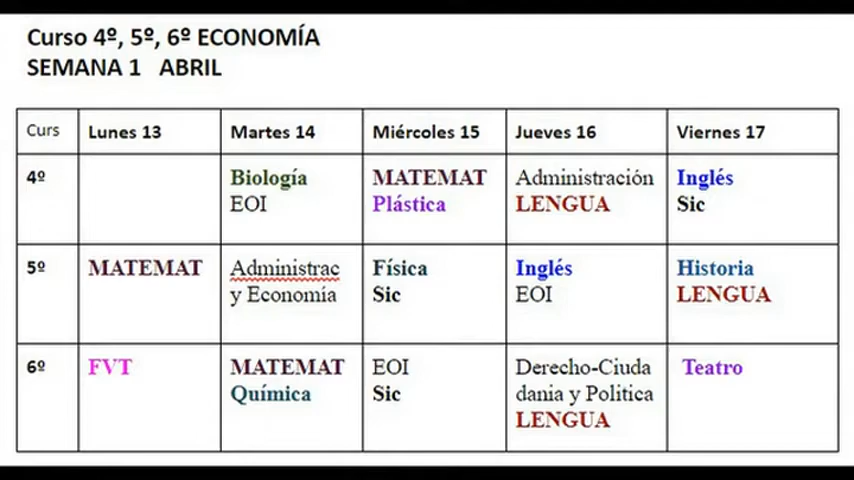 Curso 4º, 5º, 6º ECONOMÍA
SEMANA 1 ABRIL
Curs Lunes 13 Martes 14 Miércoles 15 Jueves 16 Viernes 17
4º Biología MATEMAT Administración Inglés
EOI Plástica LENGUA Sic
5º MATEMAT Administrac Física Inglés Historia
y Economía Sic EOI LENGUA
6º FVT MATEMAT EOI Derecho-Ciuda Teatro
Química Sic dania y Politica
LENGUA